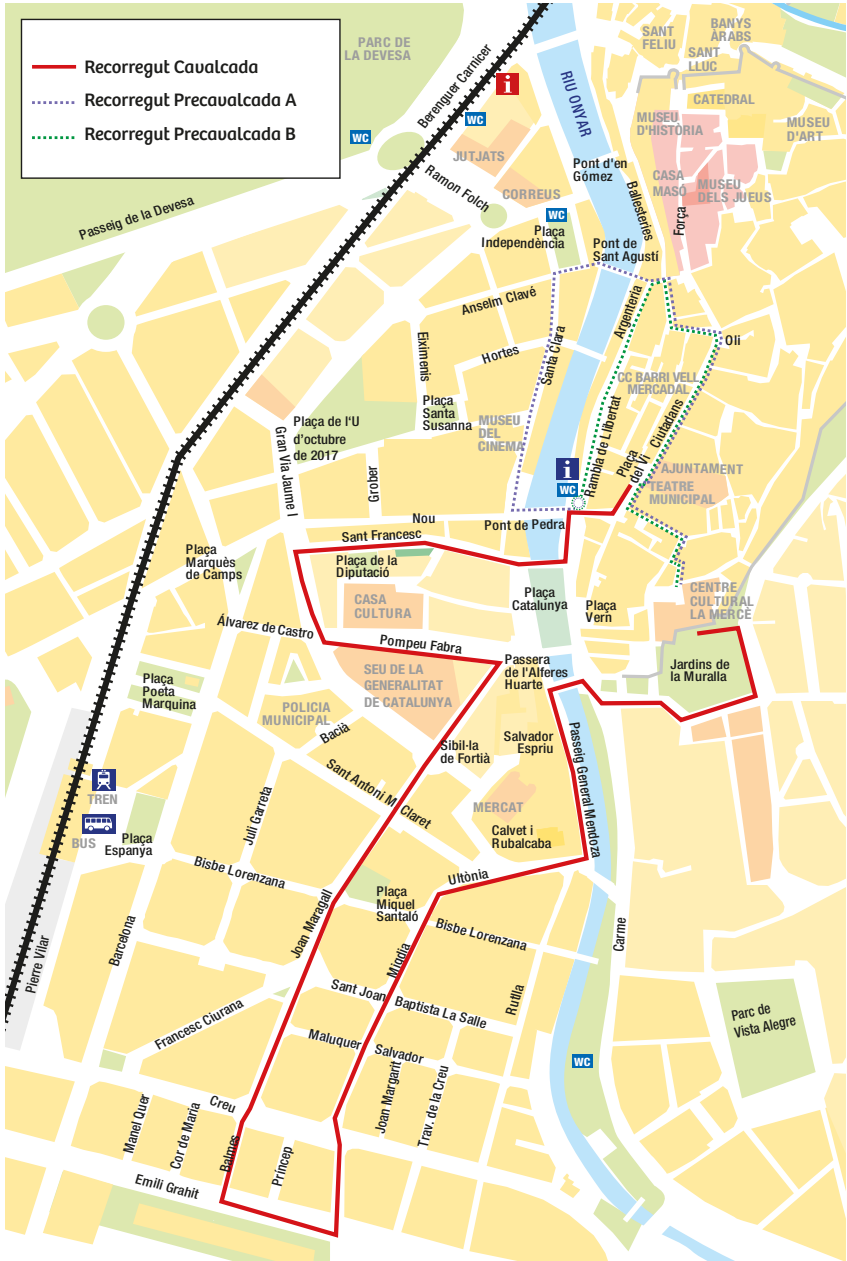 Recorregut Cavalcada
Recorregut Precavalcada A
Recorregut Precavalcada B
PARC DE
LA DEVESA
Berenguer Carnicer
i
RIU ONYAR
SANT
FELIU
BANYS
ÀRABS
SANT
LLUC
CATEDRAL
MUSEU
D'HISTÒRIA
MUSEU
D'ART
WC
WC
JUTJATS
Pont d'en
Gómez
CASA
MASÓ
MUSEU
DELS JUEUS
Ramon Folch
CORREUS
Ballesteries
Força
Passeig de la Devesa
WC
Plaça
Independència
Pont de
Sant Agustí
Anselm Clavé
Argenteria
Oli
Eiximenis
Hortes
Santa Clara
CC BARRI VELL
MERCADAL
Plaça
Santa
Susanna
MUSEU
DEL
CINEMA
Rambla de Llibertat
Ciutadans
Plaça de l'U
d'octubre
de 2017
Gran Via Jaume I
Grober
i
WC
Plaça
del Vi
AJUNTAMENT
TEATRE
MUNICIPAL
Nou
Pont de Pedra
Sant Francesc
Plaça
Marquès
de Camps
Plaça de la
Diputació
CASA
CULTURA
Plaça
Catalunya
Plaça
Vern
CENTRE
CULTURAL
LA MERCÈ
Álvarez de Castro
Pompeu Fabra
Passera
de l'Alferes
Huarte
Jardins de
la Muralla
Plaça
Poeta
Marquina
SEU DE LA
GENERALITAT
DE CATALUNYA
POLICIA
MUNICIPAL
Bacià
Sibil·la
de Fortià
Salvador
Espriu
Passeig General Mendoza
Sant Antoni M. Claret
TREN
MERCAT
Juli Garreta
BUS
Plaça
Espanya
Calvet i
Rubalcaba
Bisbe Lorenzana
Ultònia
Joan Maragall
Plaça
Miquel
Santaló
Bisbe Lorenzana
Barcelona
Carme
Pierre Vilar
Migdia
Rutlla
Sant Joan Baptista La Salle
Francesc Ciurana
Parc de
Vista Alegre
Maluquer Salvador
WC
Joan Margarit
Trav. de la Creu
Creu
Manel Quer
Cor de Maria
Balmes
Príncep
Emili Grahit